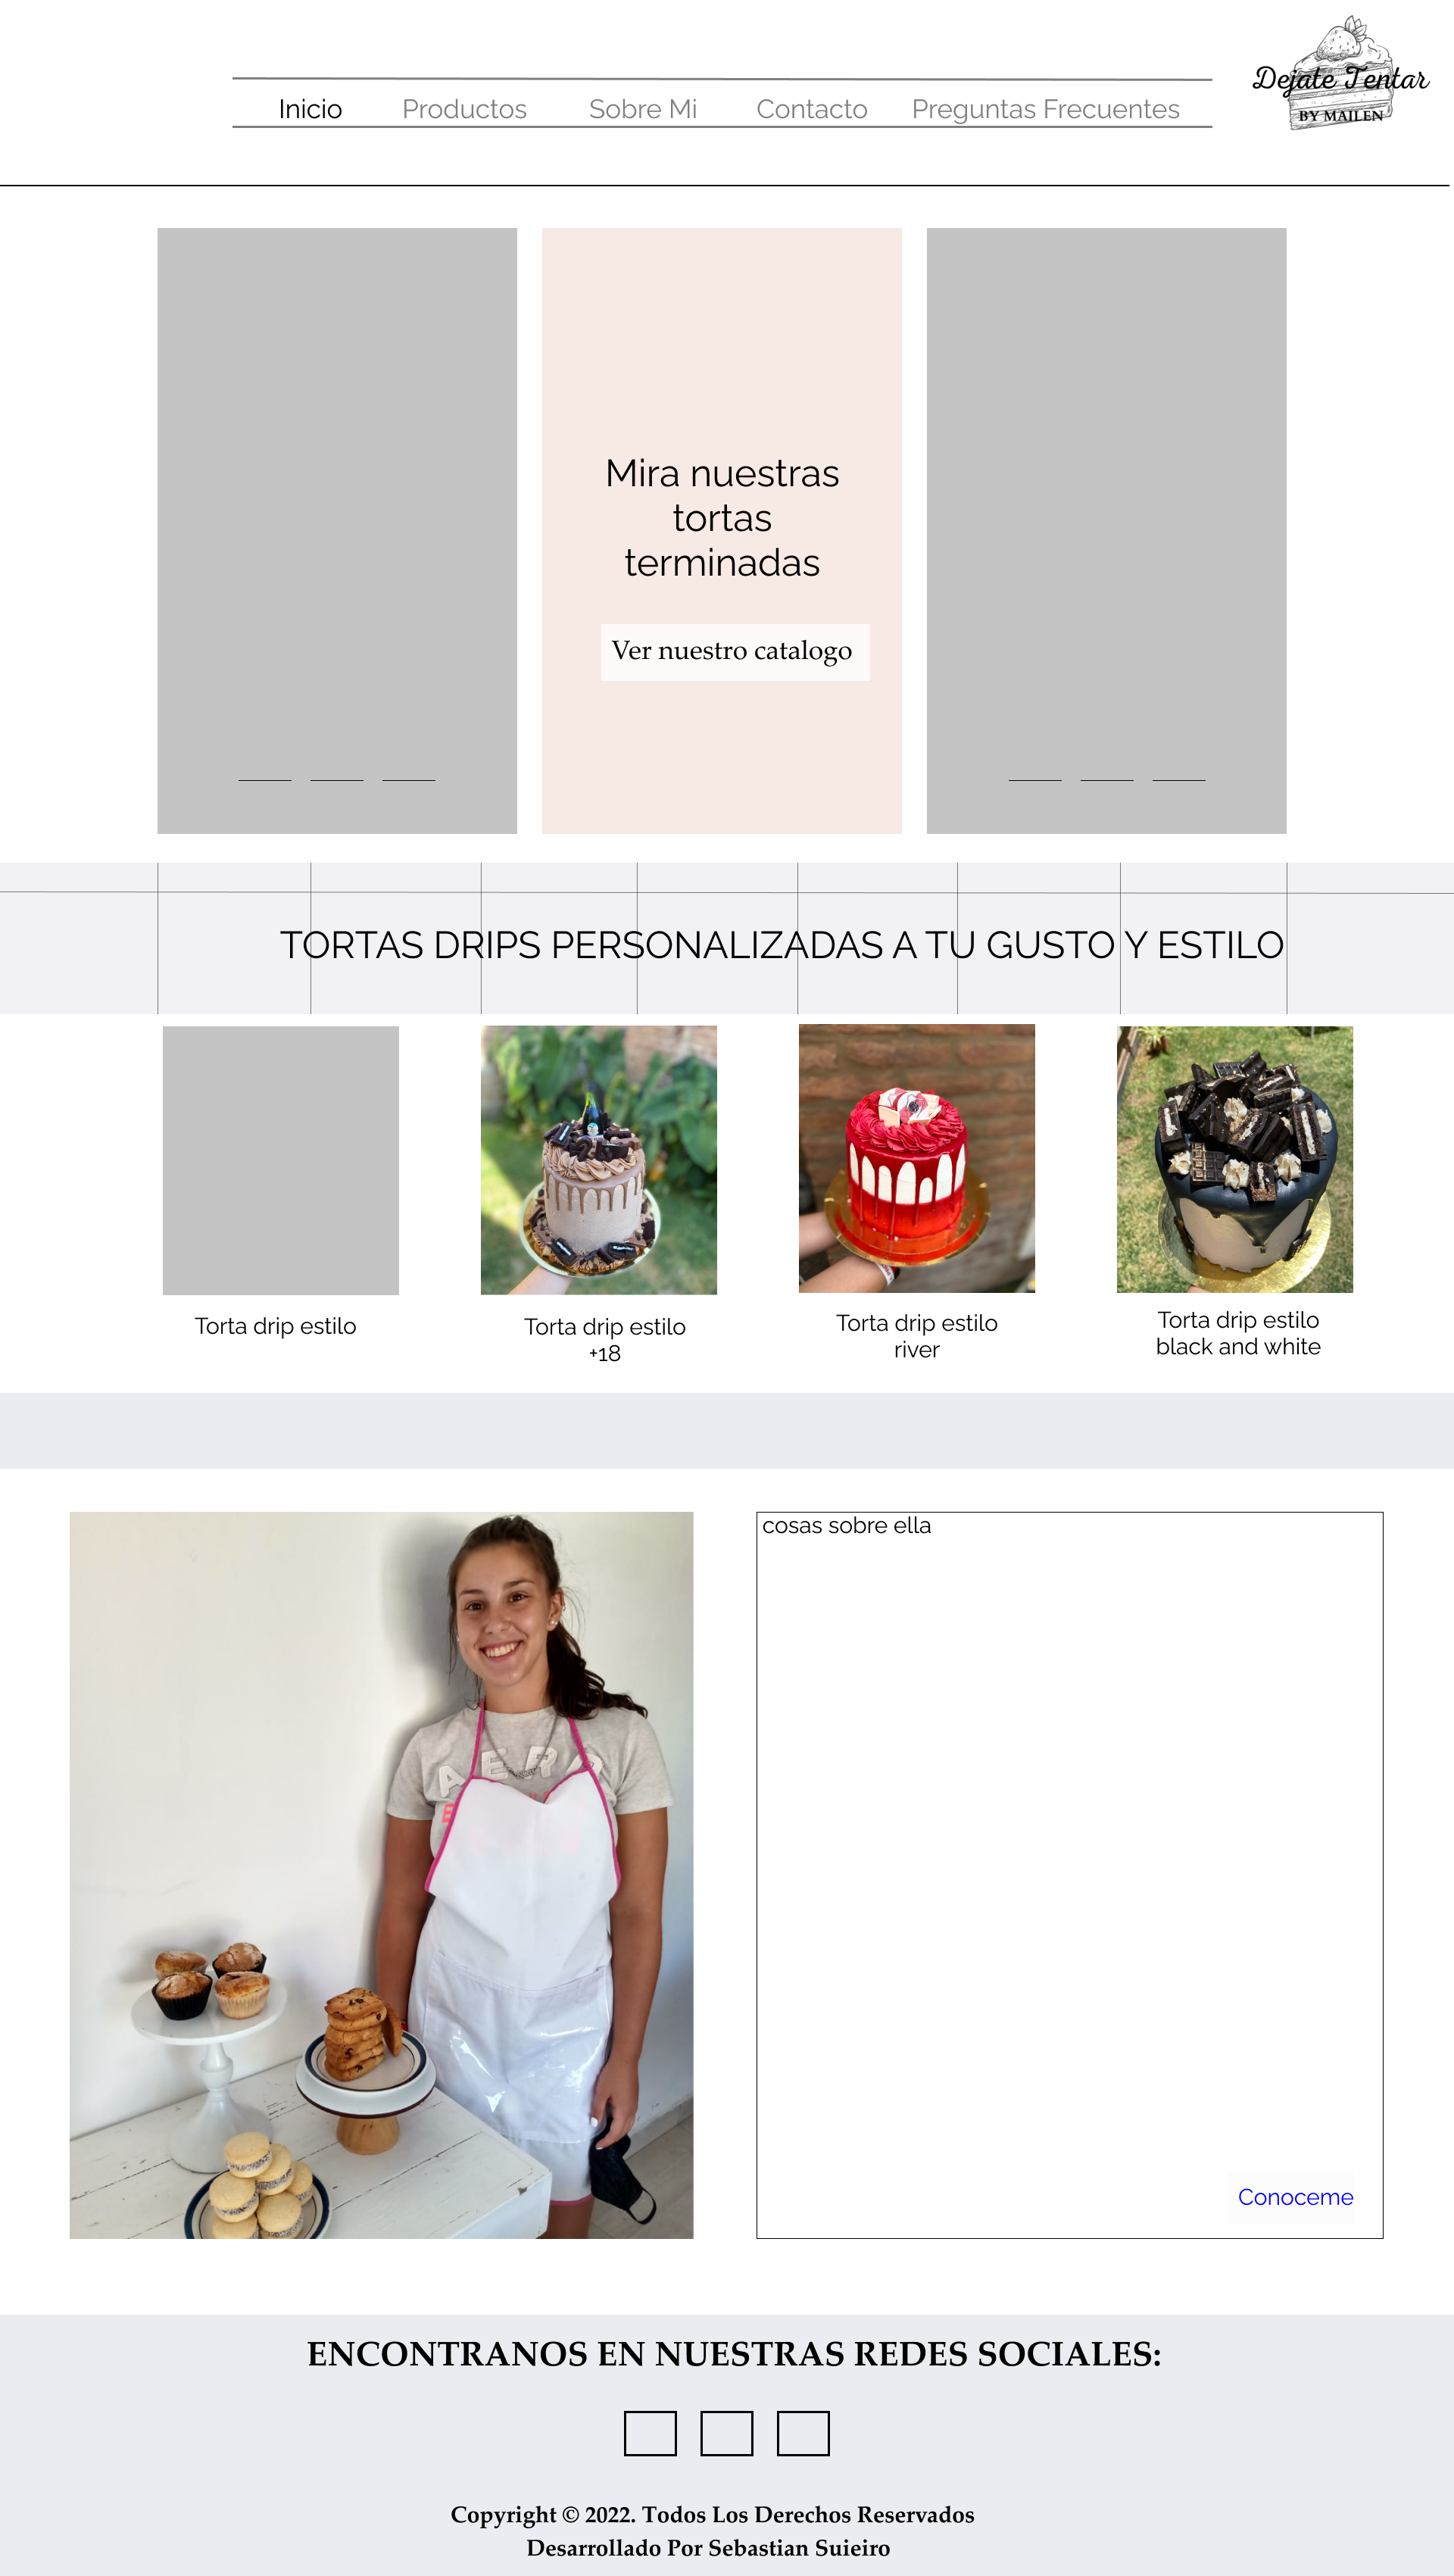 Dejate Tentar
BY MAILEN
Inicio Productos Sobre Mi Contacto Preguntas Frecuentes
Mira nuestras
tortas
terminadas
Ver nuestro catalogo
TORTAS DRIPS PERSONALIZADAS A TU GUSTO Y ESTILO
Torta drip estilo
Torta drip estilo
+18
Torta drip estilo
river
Torta drip estilo
black and white
cosas sobre ella
Conoceme
ENCONTRANOS EN NUESTRAS REDES SOCIALES:
Copyright © 2022. Todos Los Derechos Reservados
Desarrollado Por Sebastian Suieiro